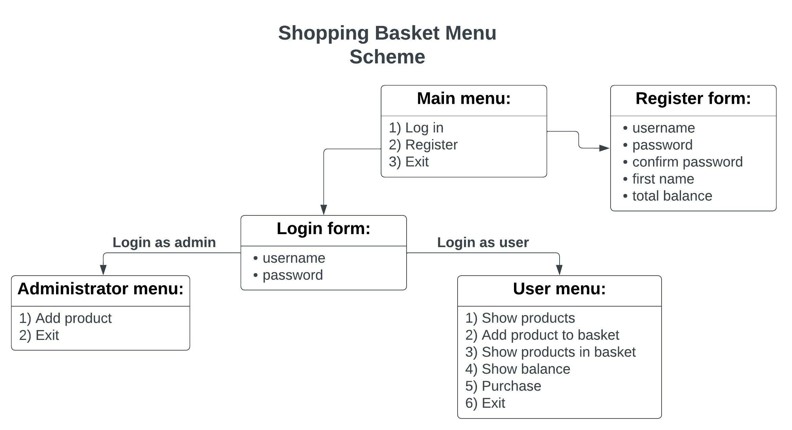 Shopping Basket Menu
Scheme
Main menu:
1) Log in
2) Register
3) Exit
Register form:
• username
• password
• confirm password
• first name
• total balance
Login form:
• username
• password
Login as admin
Login as user
Administrator menu:
1) Add product
2) Exit
User menu:
1) Show products
2) Add product to basket
3) Show products in basket
4) Show balance
5) Purchase
6) Exit